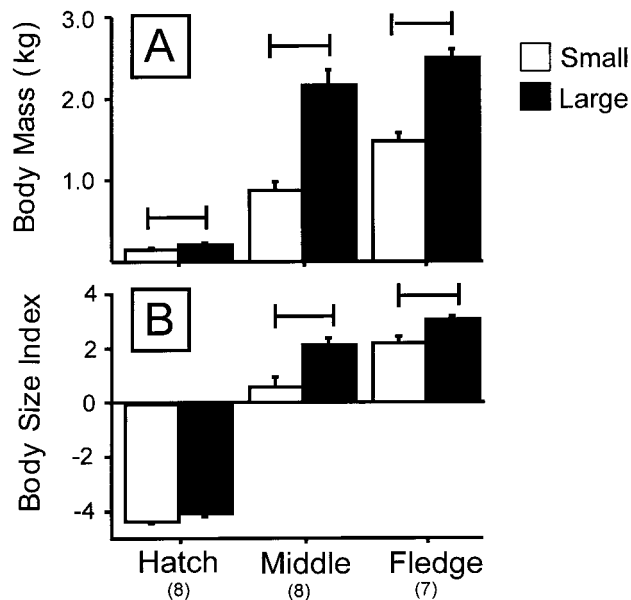 Body Mass (kg)
3.0
2.0
1.0
A
Small
Large
Body Size Index
4
2
0
-2
-4
B
Hatch
Middle
Fledge
(8)
(8)
(7)